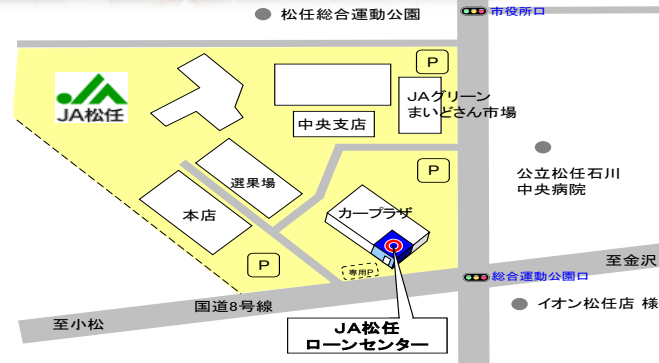 松任総合運動公園
市役所口
P
JA松任
JAグリーン
まいどさん市場
中央支店
公立松任石川
中央病院
P
選果場
本店
カープラザ
P
専用P
至金沢
総合運動公園口
国道8号線
イオン松任店 様
至小松
JA松任
ローンセンター